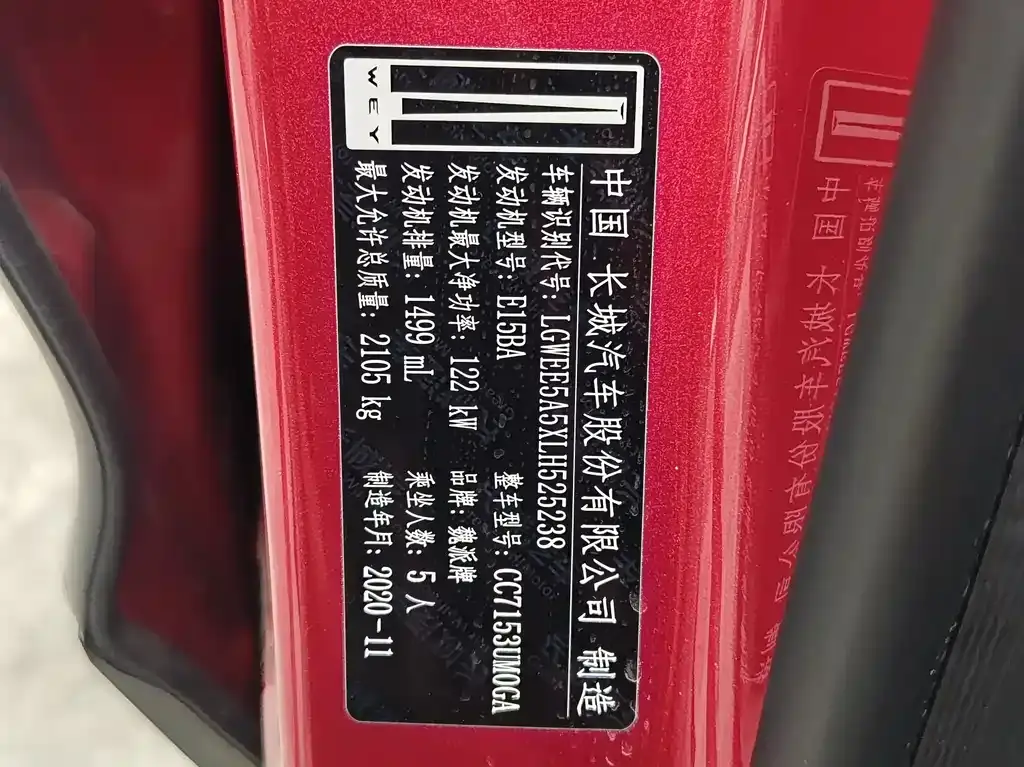 WEY
中国 长城汽车股份有限公司 制造
车辆识别代号: LGWEE5A5XLH525238
发动机型号: E15BA 整车型号: CC7153UM0GA
发动机最大净功率: 122 kW 品牌: 魏派牌
发动机排量: 1499 mL 乘坐人数: 5 人
最大允许总质量: 2105 kg 制造年月: 2020-11